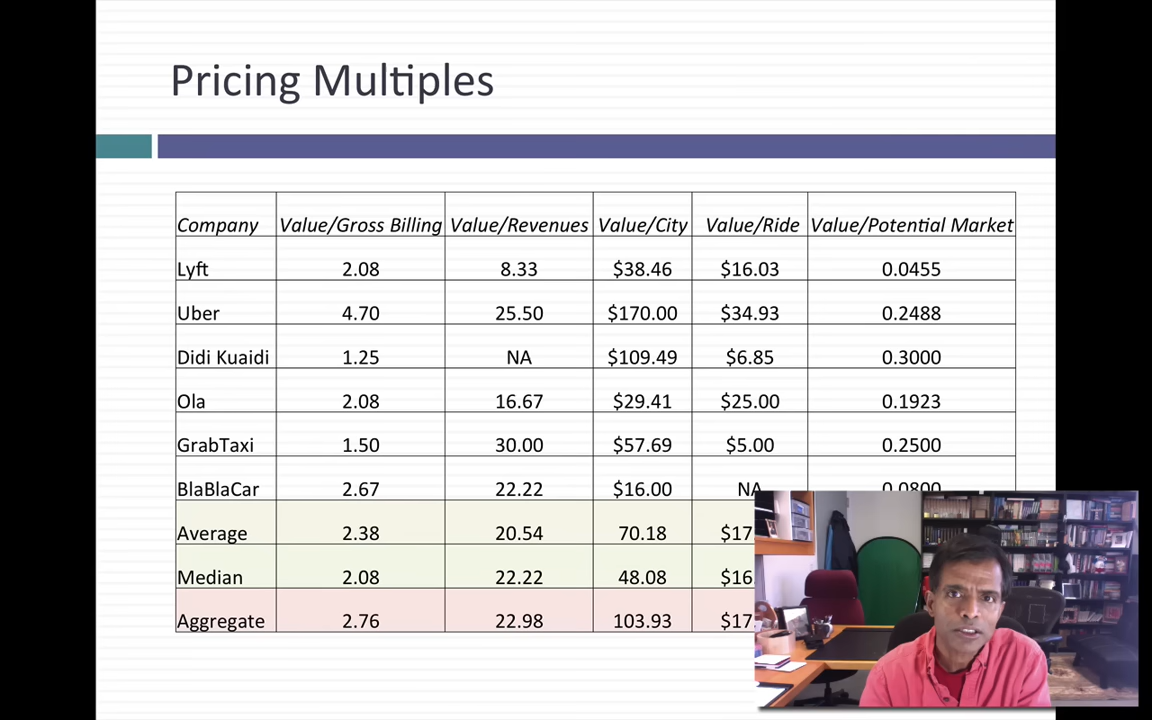 Pricing Multiples
Company Value/Gross Billing Value/Revenues Value/City Value/Ride Value/Potential Market
Lyft 2.08 8.33 $38.46 $16.03 0.0455
Uber 4.70 25.50 $170.00 $34.93 0.2488
Didi Kuaidi 1.25 NA $109.49 $6.85 0.3000
Ola 2.08 16.67 $29.41 $25.00 0.1923
GrabTaxi 1.50 30.00 $57.69 $5.00 0.2500
BlaBlaCar 2.67 22.22 $16.00 NA 0.0800
Average 2.38 20.54 70.18 $17
Median 2.08 22.22 48.08 $16
Aggregate 2.76 22.98 103.93 $17